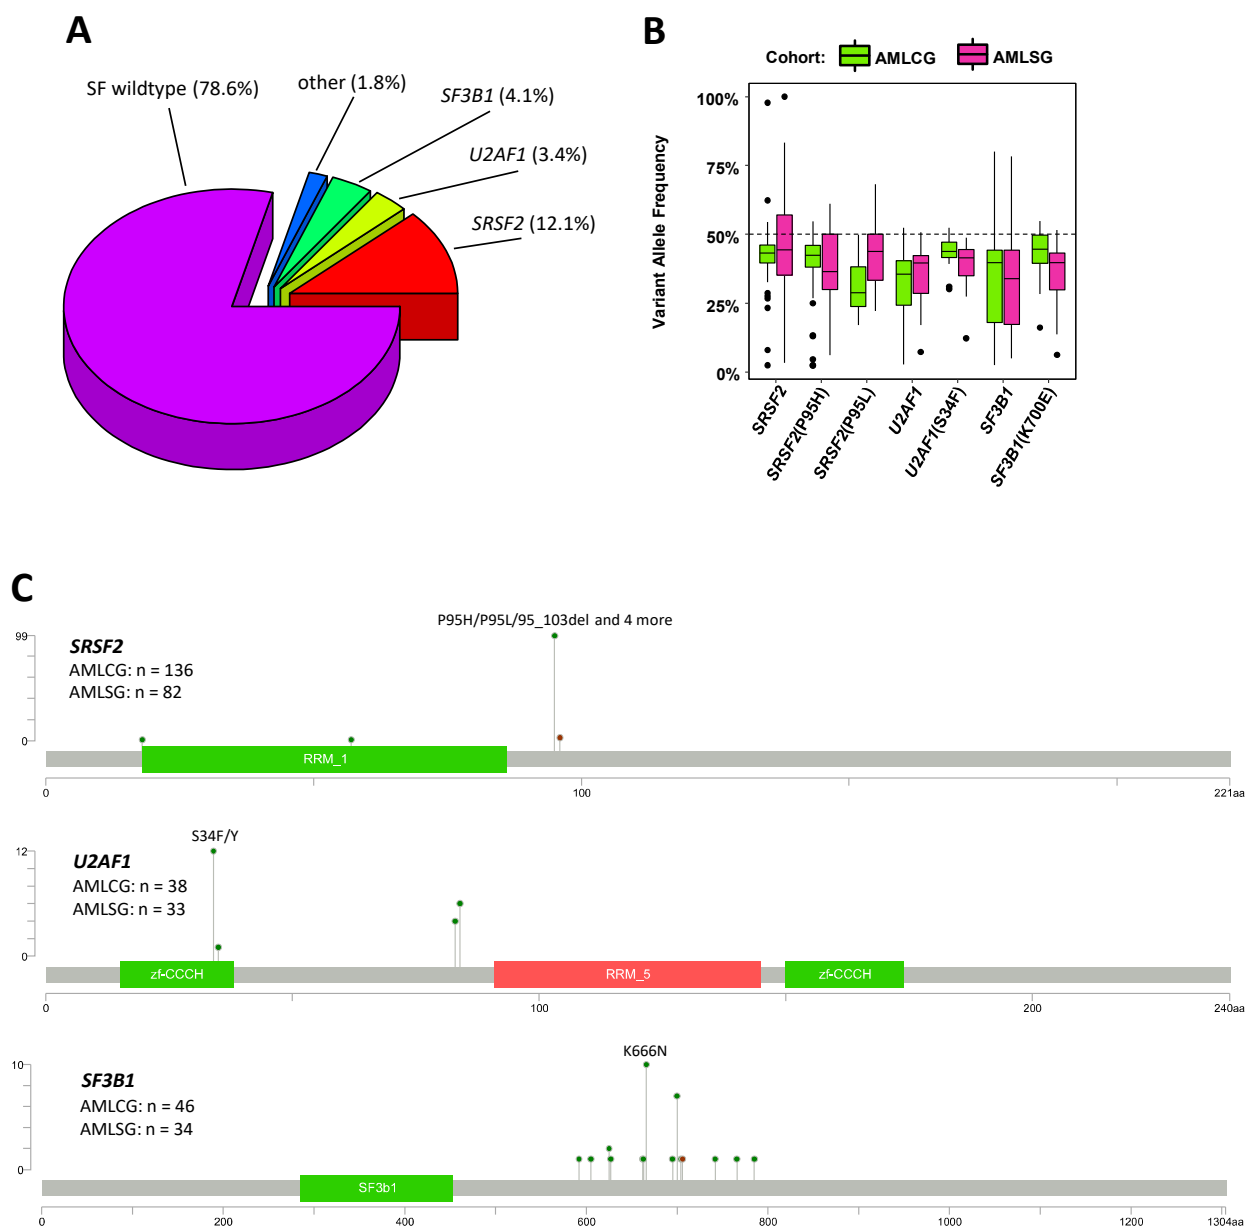 A
SF wildtype (78.6%)
other (1.8%)
SF3B1 (4.1%)
U2AF1 (3.4%)
SRSF2 (12.1%)
B
Cohort: AMLCG AMLSG
Variant Allele Frequency
100%
75%
50%
25%
0%
SRSF2
SRSF2(P95H)
SRSF2(P95L)
U2AF1
U2AF1(S34F)
SF3B1
SF3B1(K700E)
C
P95H/P95L/95_103del and 4 more
99
SRSF2
AMLCG: n = 136
AMLSG: n = 82
0
RRM_1
0 100 221aa
S34F/Y
12
U2AF1
AMLCG: n = 38
AMLSG: n = 33
0
zf-CCCH RRM_5 zf-CCCH
0 100 200 240aa
K666N
10
SF3B1
AMLCG: n = 46
AMLSG: n = 34
0
SF3b1
0 200 400 600 800 1000 1200 1304aa